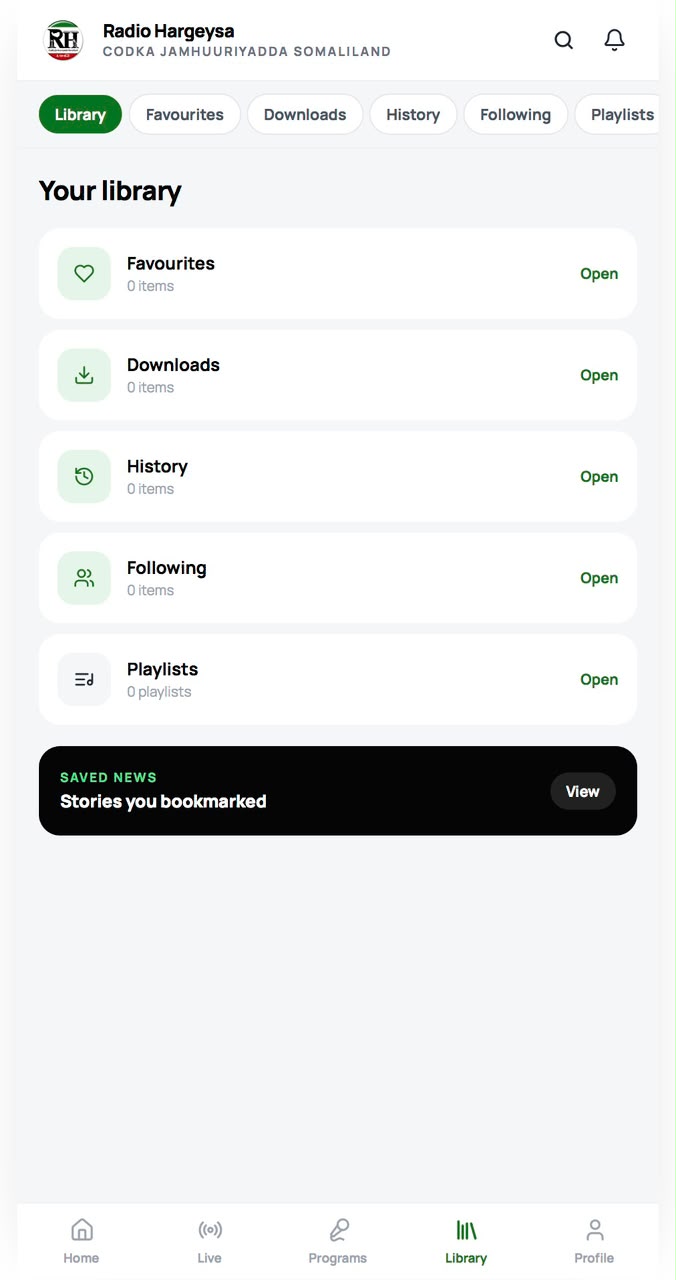 RH
Radio Hargeysa
CODKA JAMHUURIYADDA SOMALILAND
Library
Favourites
Downloads
History
Following
Playlists
Your library
Favourites
0 items
Open
Downloads
0 items
Open
History
0 items
Open
Following
0 items
Open
Playlists
0 playlists
Open
SAVED NEWS
Stories you bookmarked
View
Home
Live
Programs
Library
Profile